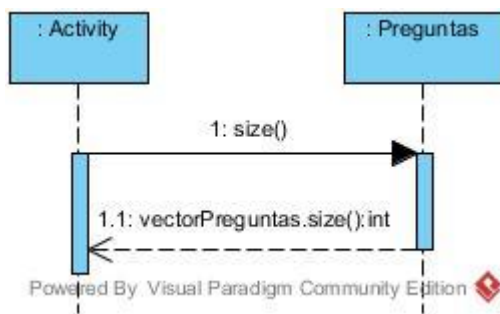 : Activity
: Preguntas
1: size()
1.1: vectorPreguntas.size():int
Powered By Visual Paradigm Community Edition